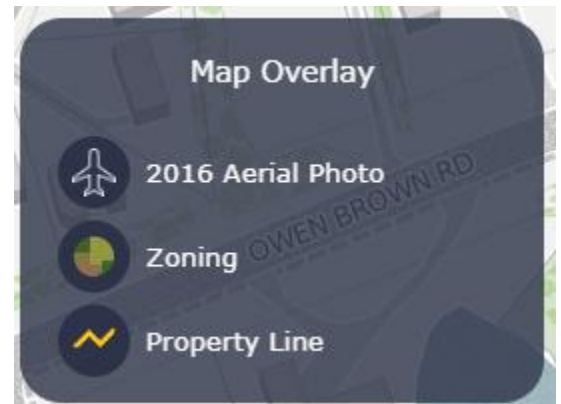 Map Overlay
2016 Aerial Photo
OWEN BROWN RD
Zoning
Property Line